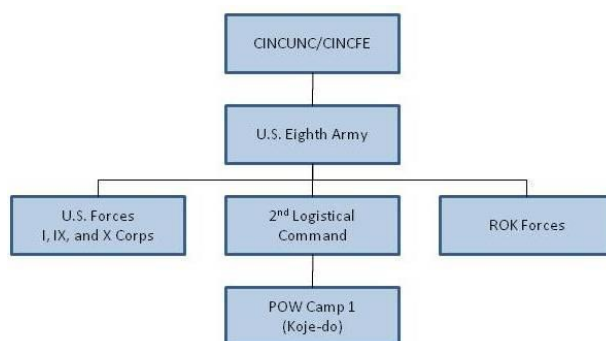 CINCUNC/CINCFE
U.S. Eighth Army
U.S. Forces
I, IX, and X Corps
2nd Logistical
Command
ROK Forces
POW Camp 1
(Koje-do)